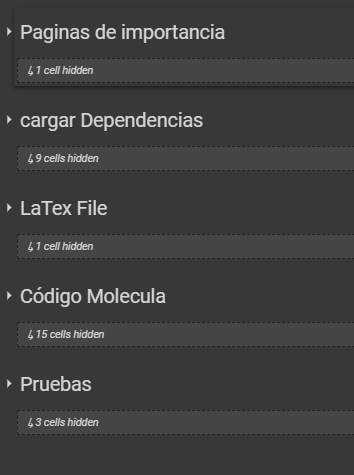 Paginas de importancia
↳ 1 cell hidden
cargar Dependencias
↳ 9 cells hidden
LaTex File
↳ 1 cell hidden
Código Molecula
↳ 15 cells hidden
Pruebas
↳ 3 cells hidden